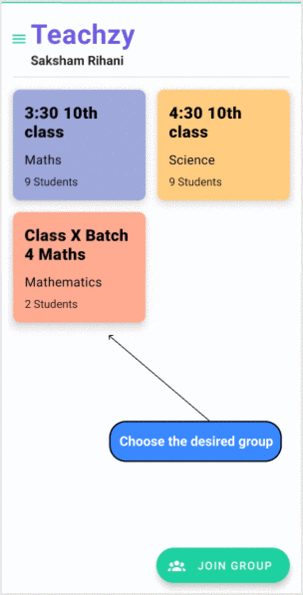 Teachzy
Saksham Rihani
3:30 10th
class
Maths
9 Students
4:30 10th
class
Science
9 Students
Class X Batch
4 Maths
Mathematics
2 Students
Choose the desired group
JOIN GROUP